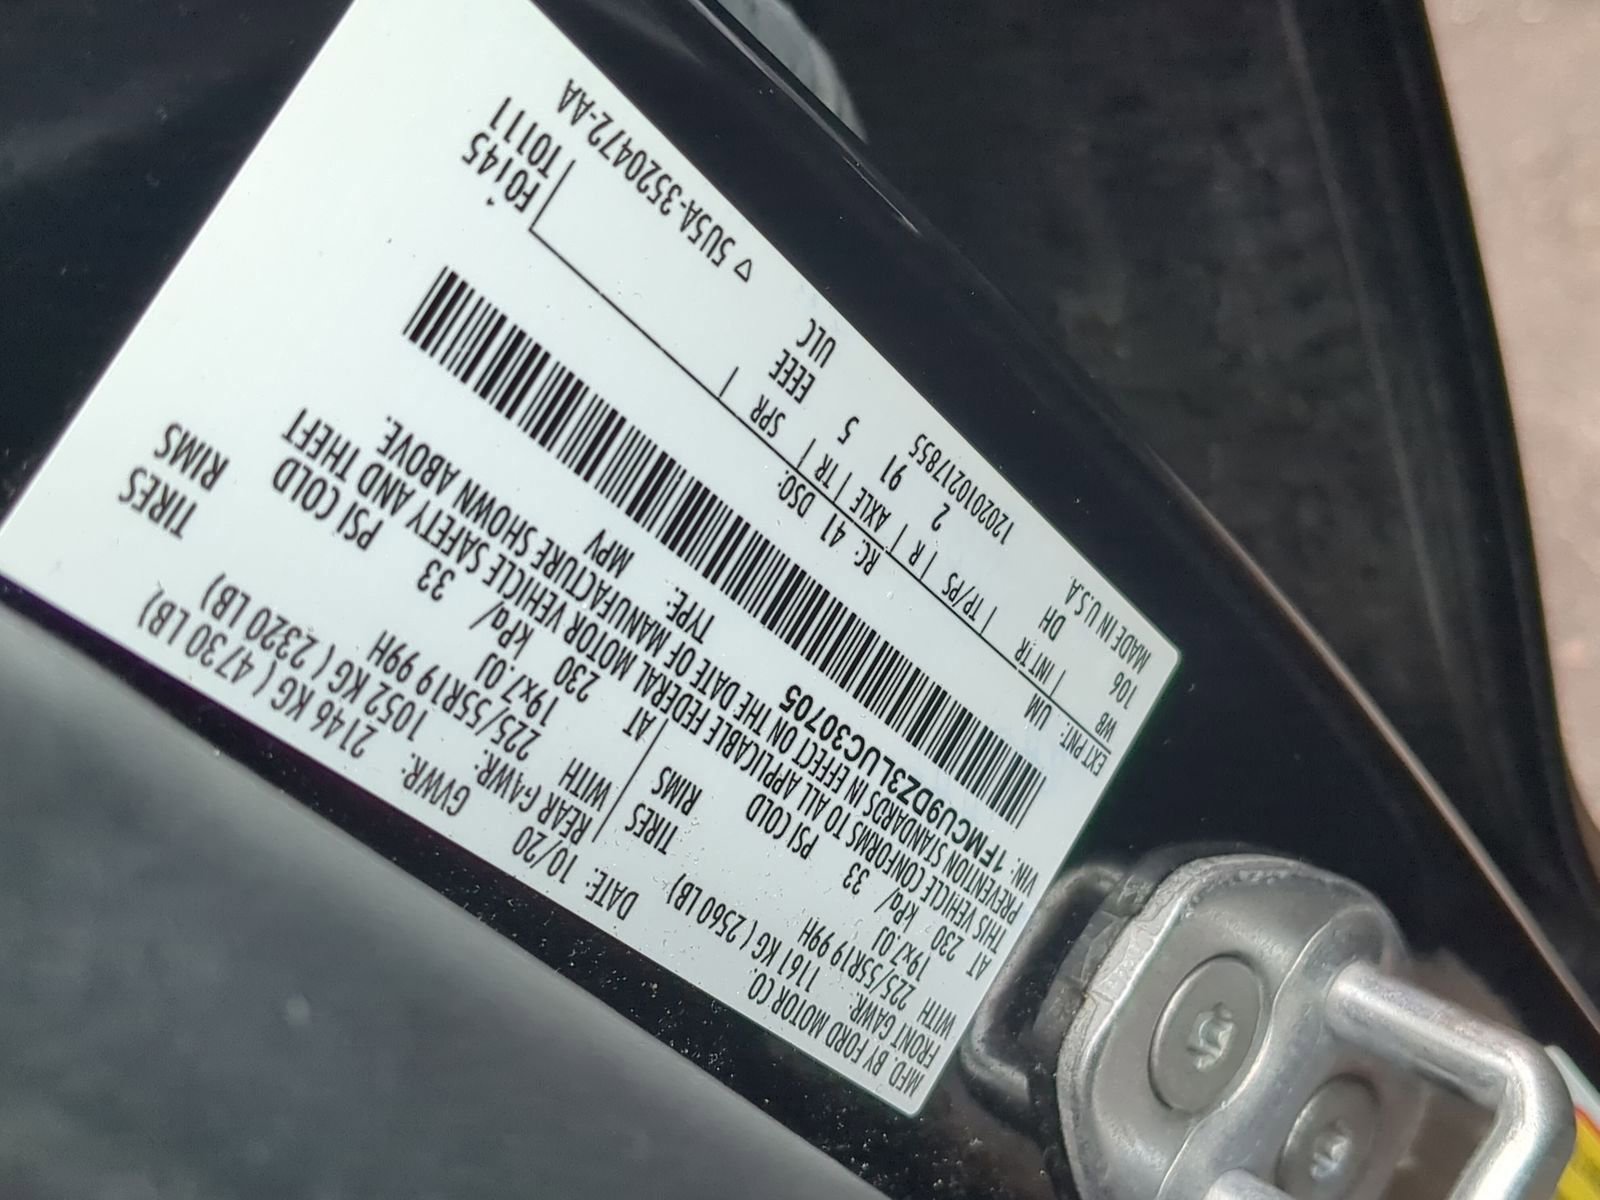 MFD. BY FORD MOTOR CO. DATE: 10/20 GVWR: 2146 KG ( 4730 LB)
FRONT GAWR: 1161 KG ( 2560 LB) REAR GAWR: 1052 KG ( 2320 LB)
WITH 225/55R19 99H TIRES WITH 225/55R19 99H TIRES
19x7.0J RIMS 19x7.0J RIMS
AT 230 kPa/ 33 PSI COLD AT 230 kPa/ 33 PSI COLD
THIS VEHICLE CONFORMS TO ALL APPLICABLE FEDERAL MOTOR VEHICLE SAFETY AND THEFT
PREVENTION STANDARDS IN EFFECT ON THE DATE OF MANUFACTURE SHOWN ABOVE.
VIN: 1FMCU9DZ3LUC30705 TYPE: MPV
F0145
T0111
EXT PNT: UM RC: 41 DSO:
WB | INT TR | TP/PS | R | AXLE | TR | SPR
106 DH 2 91 5 EEEE
ULC
MADE IN U.S.A. 1202010217855 ▽ 5U5A-3520472-AA